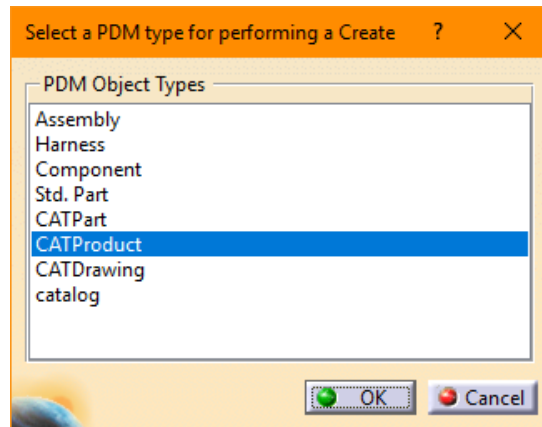 Select a PDM type for performing a Create ? ×
PDM Object Types
Assembly
Harness
Component
Std. Part
CATPart
CATProduct
CATDrawing
catalog
OK Cancel